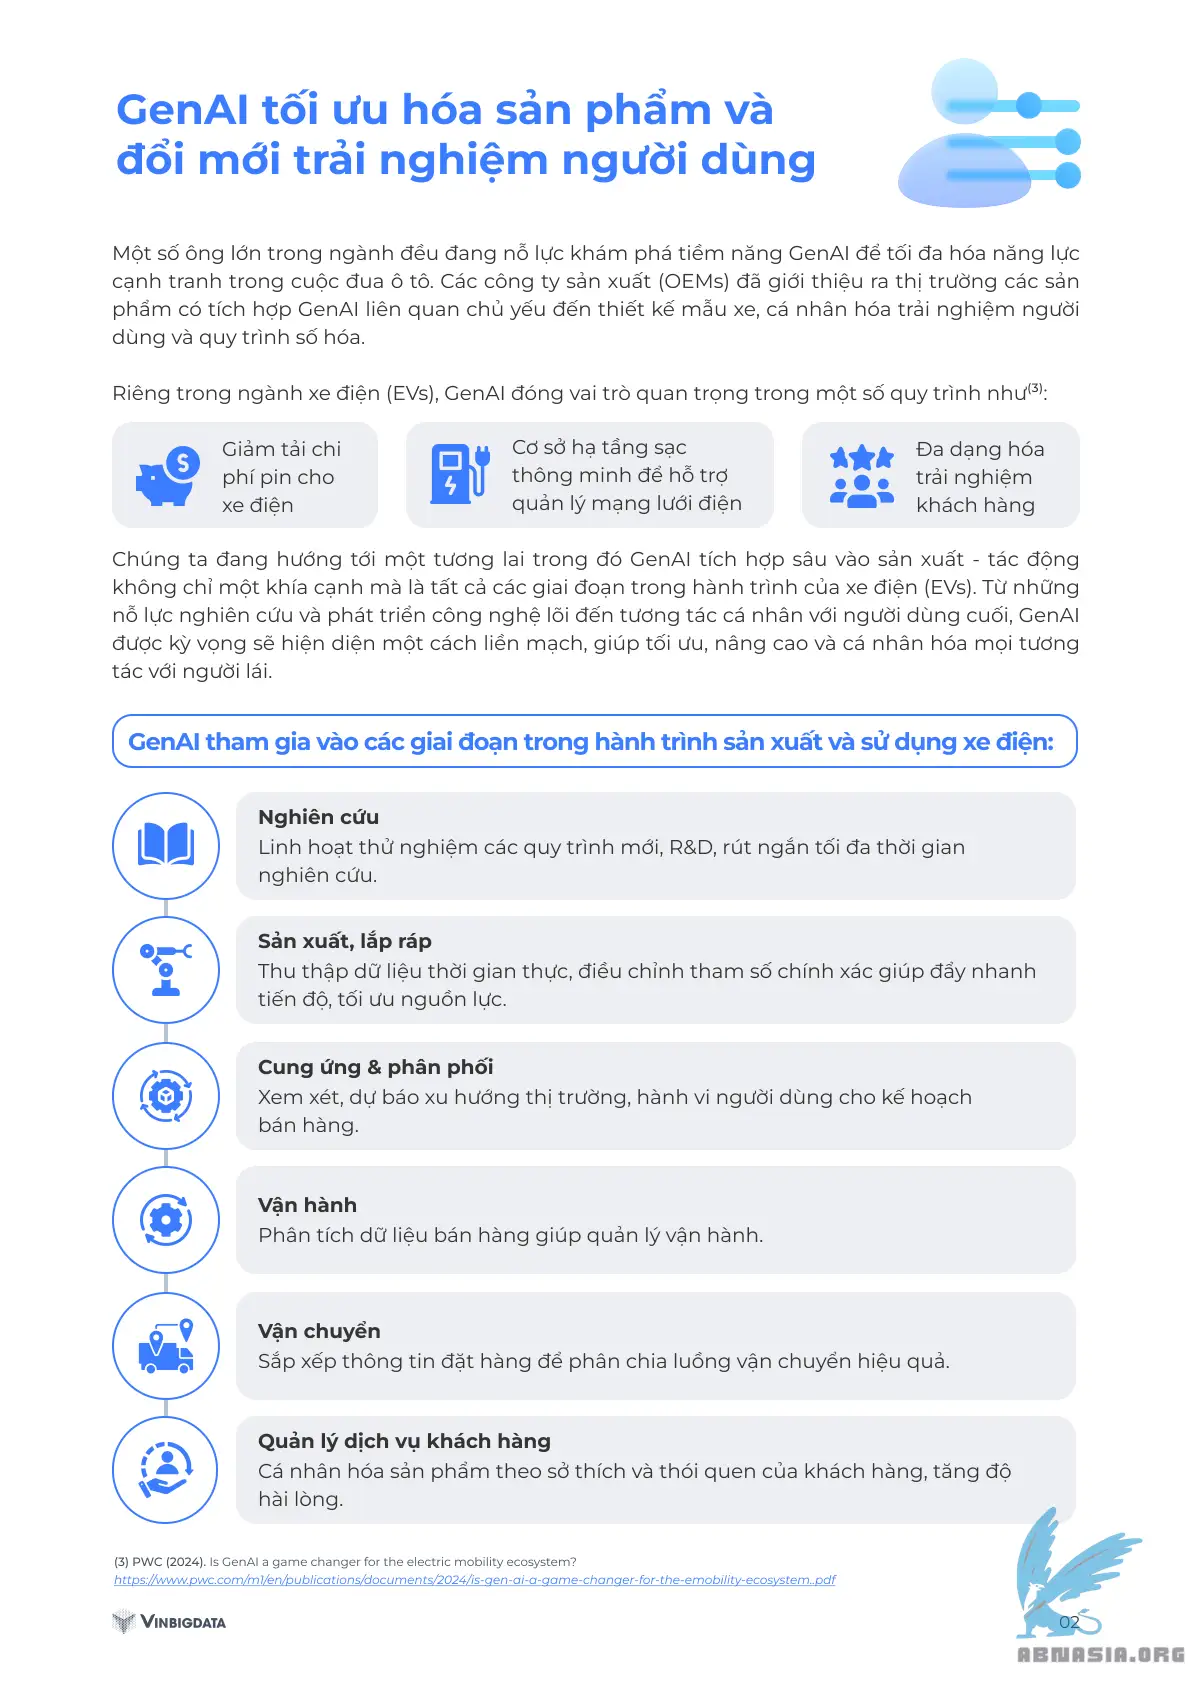 GenAI tối ưu hóa sản phẩm và
đổi mới trải nghiệm người dùng
Một số ông lớn trong ngành đều đang nỗ lực khám phá tiềm năng GenAI để tối đa hóa năng lực
cạnh tranh trong cuộc đua ô tô. Các công ty sản xuất (OEMs) đã giới thiệu ra thị trường các sản
phẩm có tích hợp GenAI liên quan chủ yếu đến thiết kế mẫu xe, cá nhân hóa trải nghiệm người
dùng và quy trình số hóa.
Riêng trong ngành xe điện (EVs), GenAI đóng vai trò quan trọng trong một số quy trình như(3):
Giảm tải chi
phí pin cho
xe điện
Cơ sở hạ tầng sạc
thông minh để hỗ trợ
quản lý mạng lưới điện
Đa dạng hóa
trải nghiệm
khách hàng
Chúng ta đang hướng tới một tương lai trong đó GenAI tích hợp sâu vào sản xuất - tác động
không chỉ một khía cạnh mà là tất cả các giai đoạn trong hành trình của xe điện (EVs). Từ những
nỗ lực nghiên cứu và phát triển công nghệ lõi đến tương tác cá nhân với người dùng cuối, GenAI
được kỳ vọng sẽ hiện diện một cách liền mạch, giúp tối ưu, nâng cao và cá nhân hóa mọi tương
tác với người lái.
GenAI tham gia vào các giai đoạn trong hành trình sản xuất và sử dụng xe điện:
Nghiên cứu
Linh hoạt thử nghiệm các quy trình mới, R&D, rút ngắn tối đa thời gian
nghiên cứu.
Sản xuất, lắp ráp
Thu thập dữ liệu thời gian thực, điều chỉnh tham số chính xác giúp đẩy nhanh
tiến độ, tối ưu nguồn lực.
Cung ứng & phân phối
Xem xét, dự báo xu hướng thị trường, hành vi người dùng cho kế hoạch
bán hàng.
Vận hành
Phân tích dữ liệu bán hàng giúp quản lý vận hành.
Vận chuyển
Sắp xếp thông tin đặt hàng để phân chia luồng vận chuyển hiệu quả.
Quản lý dịch vụ khách hàng
Cá nhân hóa sản phẩm theo sở thích và thói quen của khách hàng, tăng độ
hài lòng.
(3) PWC (2024). Is GenAI a game changer for the electric mobility ecosystem?
https://www.pwc.com/m1/en/publications/documents/2024/is-gen-ai-a-game-changer-for-the-emobility-ecosystem..pdf
VINBIGDATA
02
ABNASIA.ORG